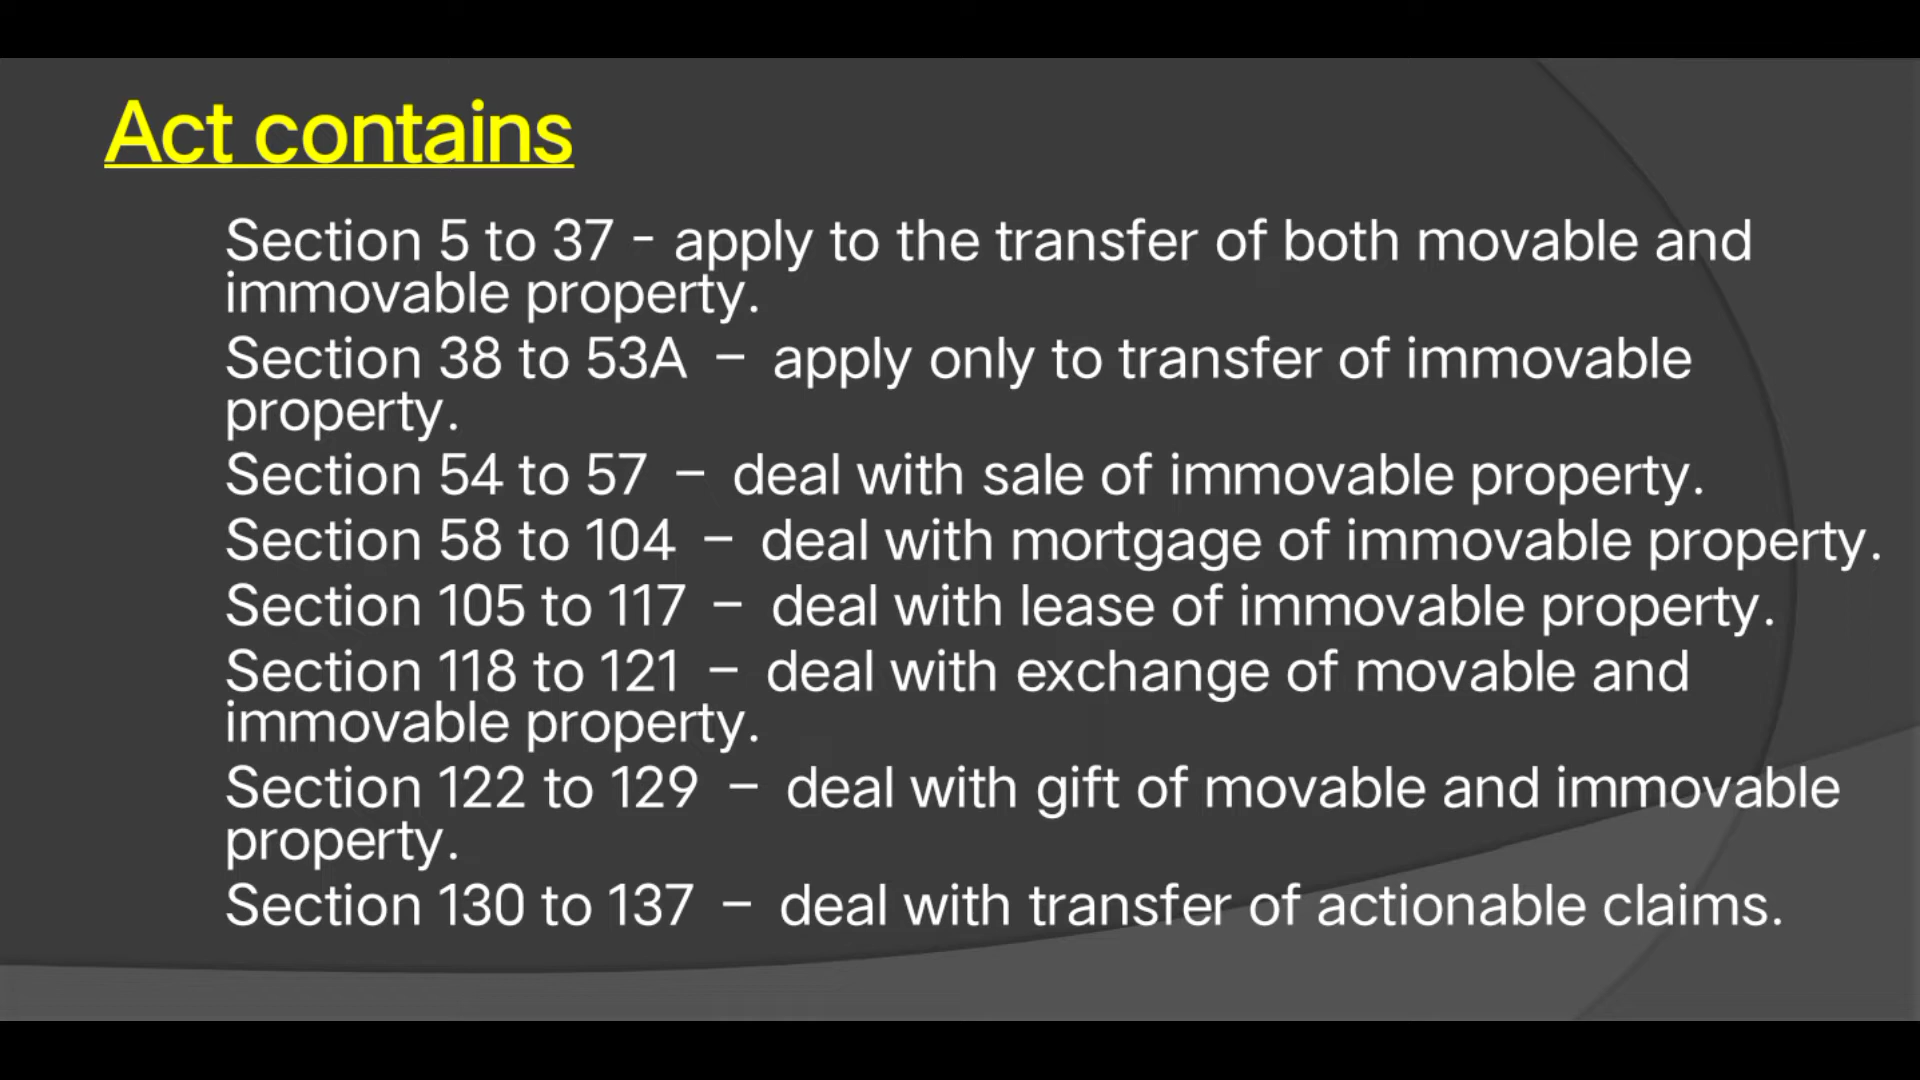 Act contains
Section 5 to 37 - apply to the transfer of both movable and
immovable property.
Section 38 to 53A – apply only to transfer of immovable
property.
Section 54 to 57 – deal with sale of immovable property.
Section 58 to 104 – deal with mortgage of immovable property.
Section 105 to 117 – deal with lease of immovable property.
Section 118 to 121 – deal with exchange of movable and
immovable property.
Section 122 to 129 – deal with gift of movable and immovable
property.
Section 130 to 137 – deal with transfer of actionable claims.